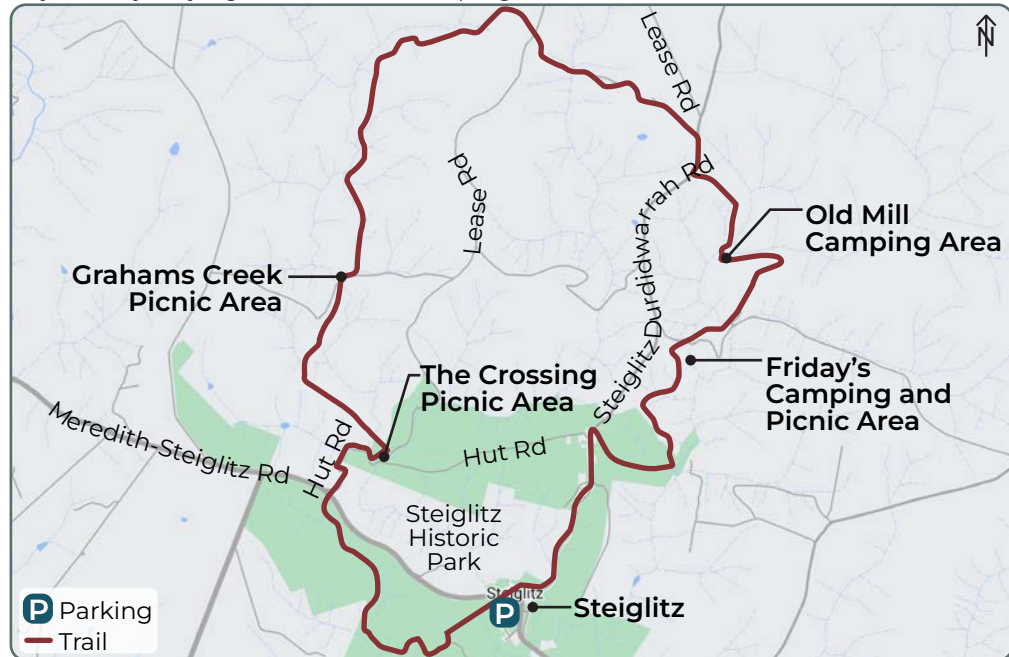 N
Lease Rd
Lease Rd
Steiglitz Durdidwarrah Rd
Old Mill
Camping Area
Grahams Creek
Picnic Area
The Crossing
Picnic Area
Friday’s
Camping and
Picnic Area
Meredith-Steiglitz Rd
Hut Rd
Hut Rd
Steiglitz
Historic
Park
Steiglitz
P
Steiglitz
P Parking
Trail